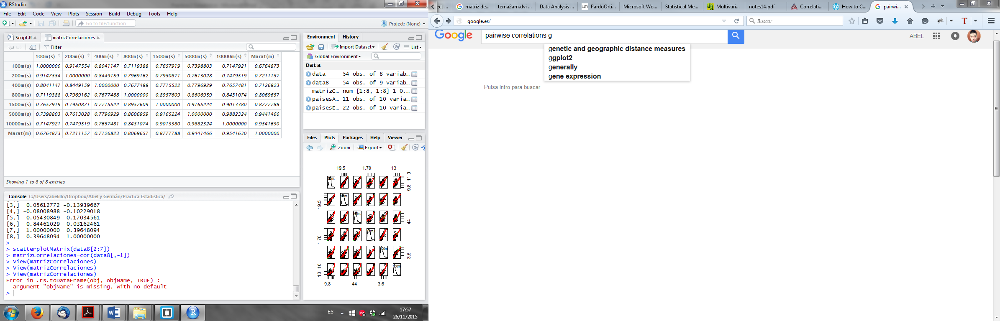 RStudio
File Edit Code View Plots Session Build Debug Tools Help
Go to file/function
Project: (None)
Script.R
matrizCorrelaciones
Filter
100m(s) 200m(s) 400m(s) 800m(s) 1500m(s) 5000m(s) 10000m(s) Marat(m)
100m(s) 1.0000000 0.9147554 0.8041147 0.7119388 0.7657919 0.7398803 0.7147921 0.6764873
200m(s) 0.9147554 1.0000000 0.8449159 0.7969162 0.7950871 0.7613028 0.7479519 0.7211157
400m(s) 0.8041147 0.8449159 1.0000000 0.7677488 0.7715522 0.7796929 0.7657481 0.7126823
800m(s) 0.7119388 0.7969162 0.7677488 1.0000000 0.8957609 0.8606959 0.8431074 0.8069657
1500m(s) 0.7657919 0.7950871 0.7715522 0.8957609 1.0000000 0.9165224 0.9013380 0.8777788
5000m(s) 0.7398803 0.7613028 0.7796929 0.8606959 0.9165224 1.0000000 0.9882324 0.9441466
10000m(s) 0.7147921 0.7479519 0.7657481 0.8431074 0.9013380 0.9882324 1.0000000 0.9541630
Marat(m) 0.6764873 0.7211157 0.7126823 0.8069657 0.8777788 0.9441466 0.9541630 1.0000000
Showing 1 to 8 of 8 entries
Console C:/Users/abelillo/Dropbox/Abel y Germán/Practica Estadistica/
[3,] 0.05612772 -0.13939667
[4,] -0.08008988 -0.10229018
[5,] -0.05430849 0.17034561
[6,] 0.84461029 0.03162461
[7,] 1.00000000 0.39648094
[8,] 0.39648094 1.00000000
>
> scatterplotMatrix(data8[2:7])
> matrizCorrelaciones=cor(data8[,-1])
> View(matrizCorrelaciones)
> View(matrizCorrelaciones)
> View(matrizCorrelaciones)
Error in .rs.toDataFrame(obj, objName, TRUE) :
argument "objName" is missing, with no default
>
Environment History
Import Dataset List
Global Environment
Data
data 54 obs. of 8 variab…
data8 54 obs. of 9 variab…
matrizC… num [1:8, 1:8] 1 0.…
paisesA… 11 obs. of 10 varia…
paisesE… 22 obs. of 10 varia…
Files Plots Packages Help Viewer
Zoom Export
19.5 1.70 13
9.8 11.0
19.5
44
1.70
3.6
13 16
9.8 44 3.6
ES
17:57
26/11/2015
ect ... matriz de... tema2am.dvi ... Data Analysis ... PardoOrti... Microsoft Wo... Statistical Me... Multivari... notes14.pdf Correlati... How to C... pairwi...
google.es/
Buscar
Google
pairwise correlations g
ABEL
genetic and geographic distance measures
ggplot2
generally
gene expression
Pulsa Intro para buscar